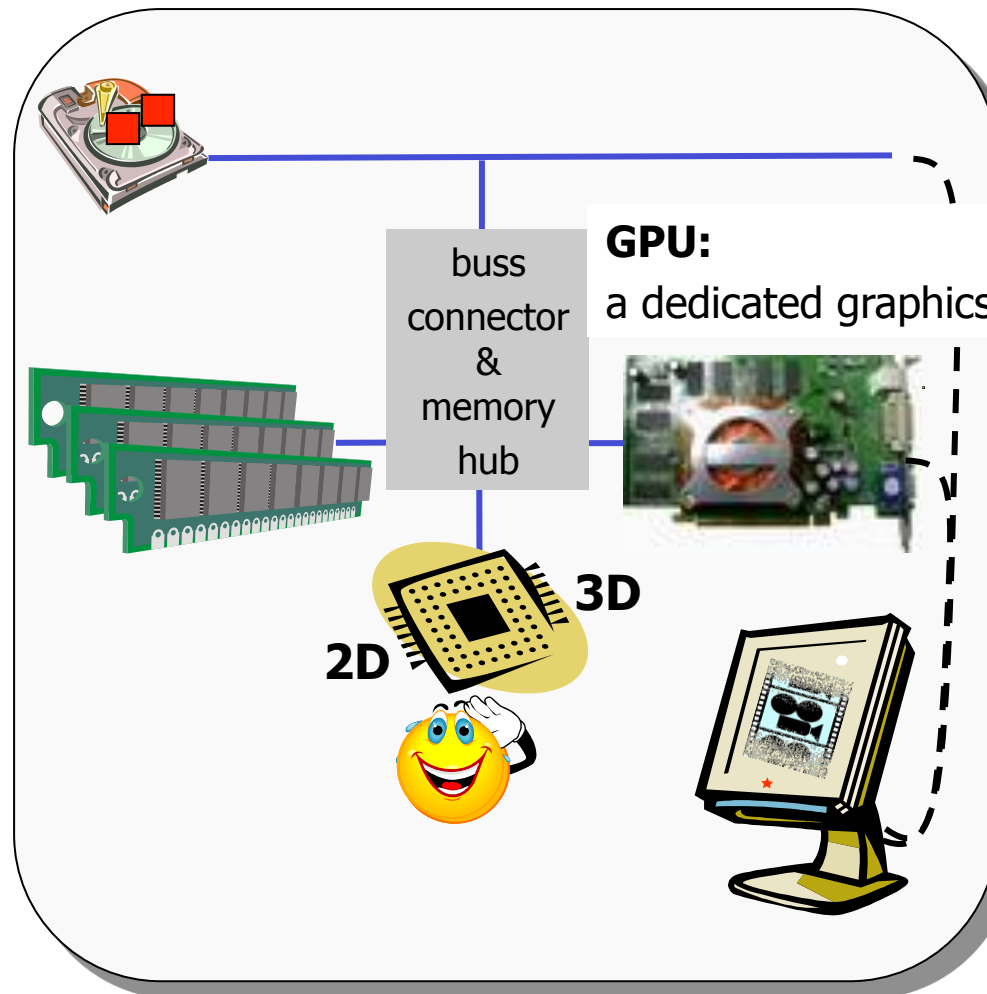 buss
connector
&
memory
hub
GPU:
a dedicated graphics
3D
2D